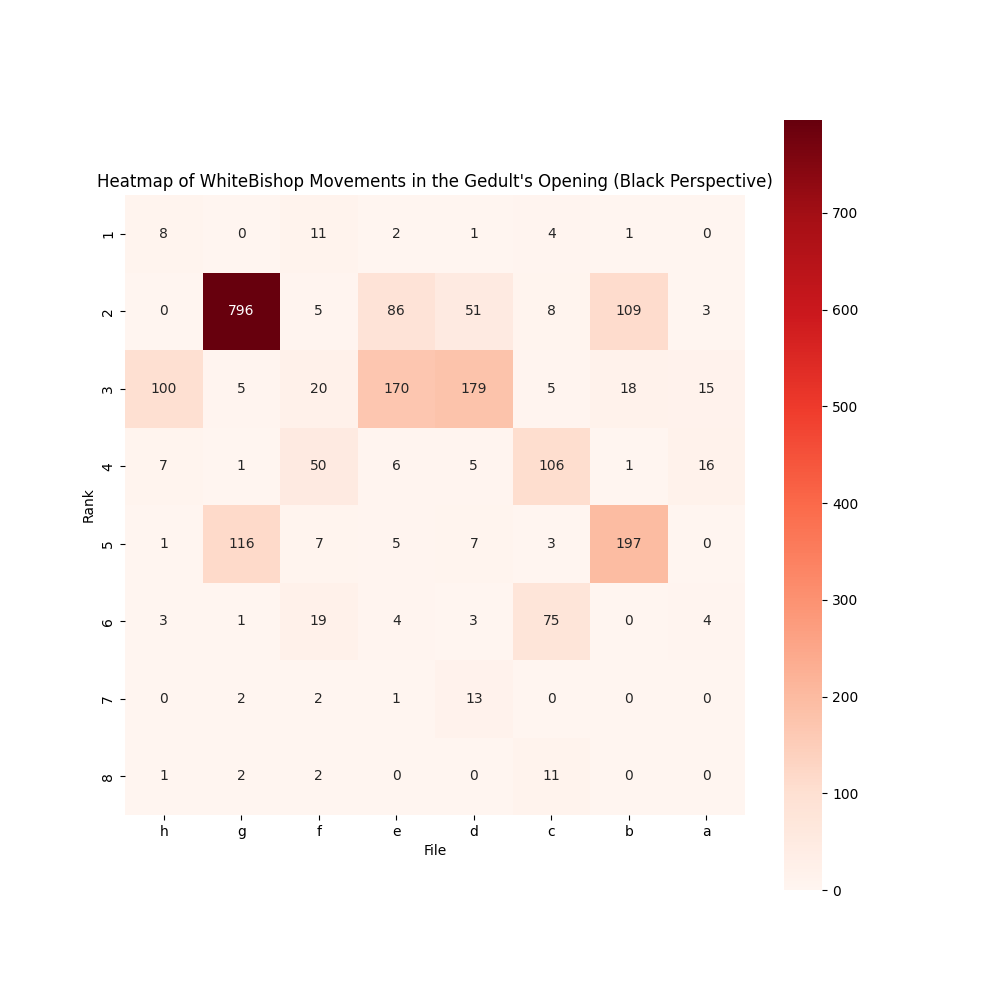 Heatmap of WhiteBishop Movements in the Gedult's Opening (Black Perspective)
1 8 0 11 2 1 4 1 0
2 0 796 5 86 51 8 109 3
3 100 5 20 170 179 5 18 15
4 7 1 50 6 5 106 1 16
Rank
5 1 116 7 5 7 3 197 0
6 3 1 19 4 3 75 0 4
7 0 2 2 1 13 0 0 0
8 1 2 2 0 0 11 0 0
h g f e d c b a
File
700
600
500
400
300
200
100
0